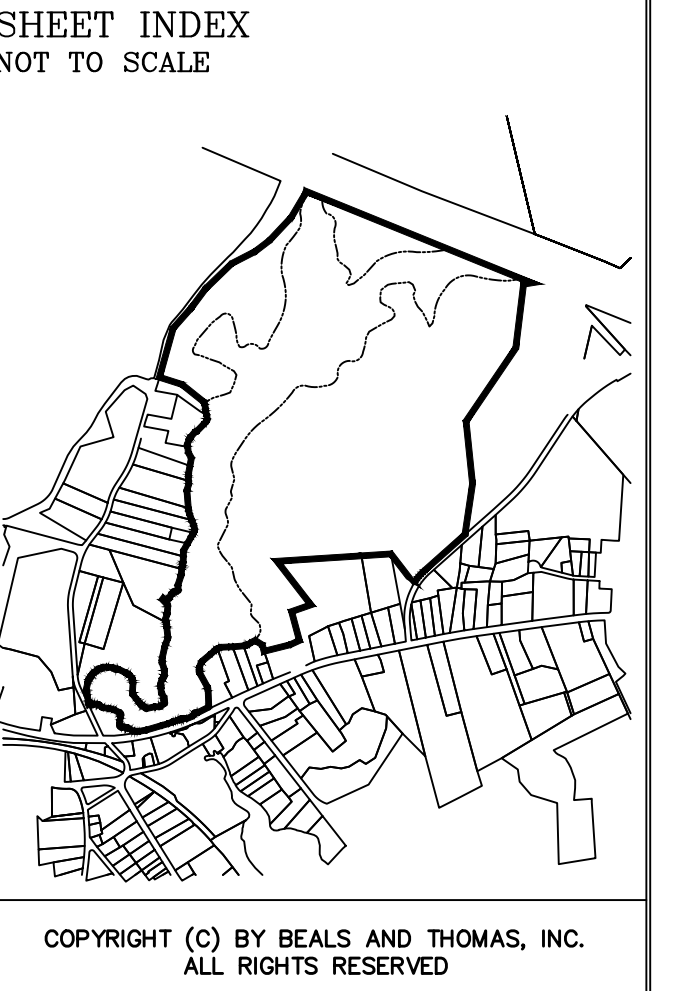 SHEET INDEX
NOT TO SCALE
COPYRIGHT (C) BY BEALS AND THOMAS, INC.
ALL RIGHTS RESERVED